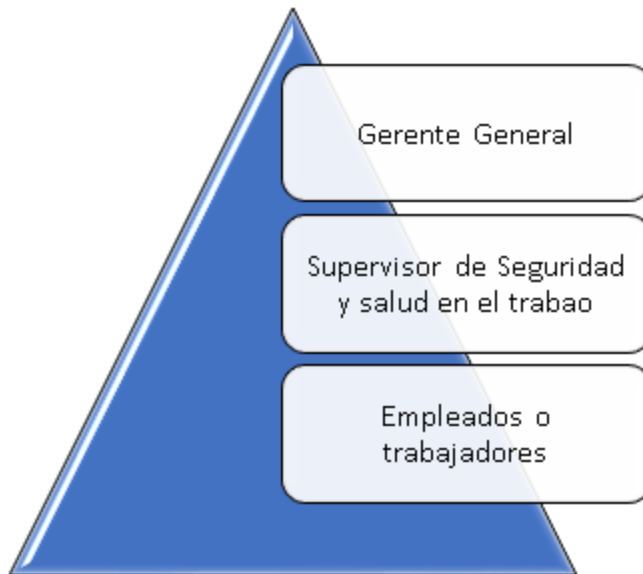 Gerente General
Supervisor de Seguridad
y salud en el trabao
Empleados o
trabajadores